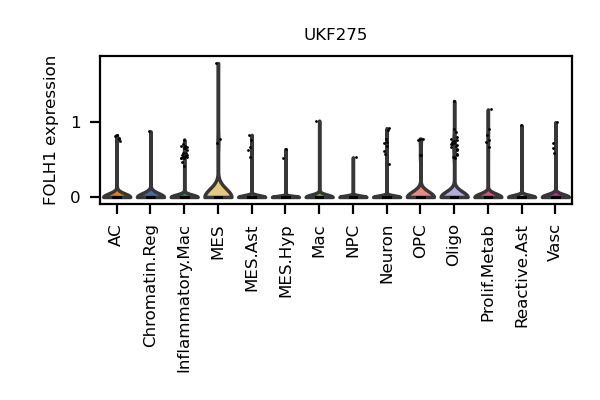 UKF275
FOLH1 expression
1
0
AC
Chromatin.Reg
Inflammatory.Mac
MES
MES.Ast
MES.Hyp
Mac
NPC
Neuron
OPC
Oligo
Prolif.Metab
Reactive.Ast
Vasc